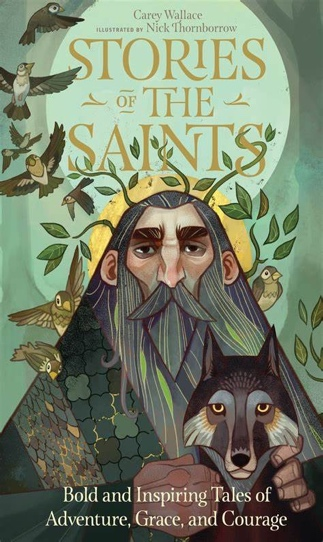 Carey Wallace
ILLUSTRATED BY Nick Thornborrow
STORIES
OF THE
SAINTS
Bold and Inspiring Tales of
Adventure, Grace, and Courage